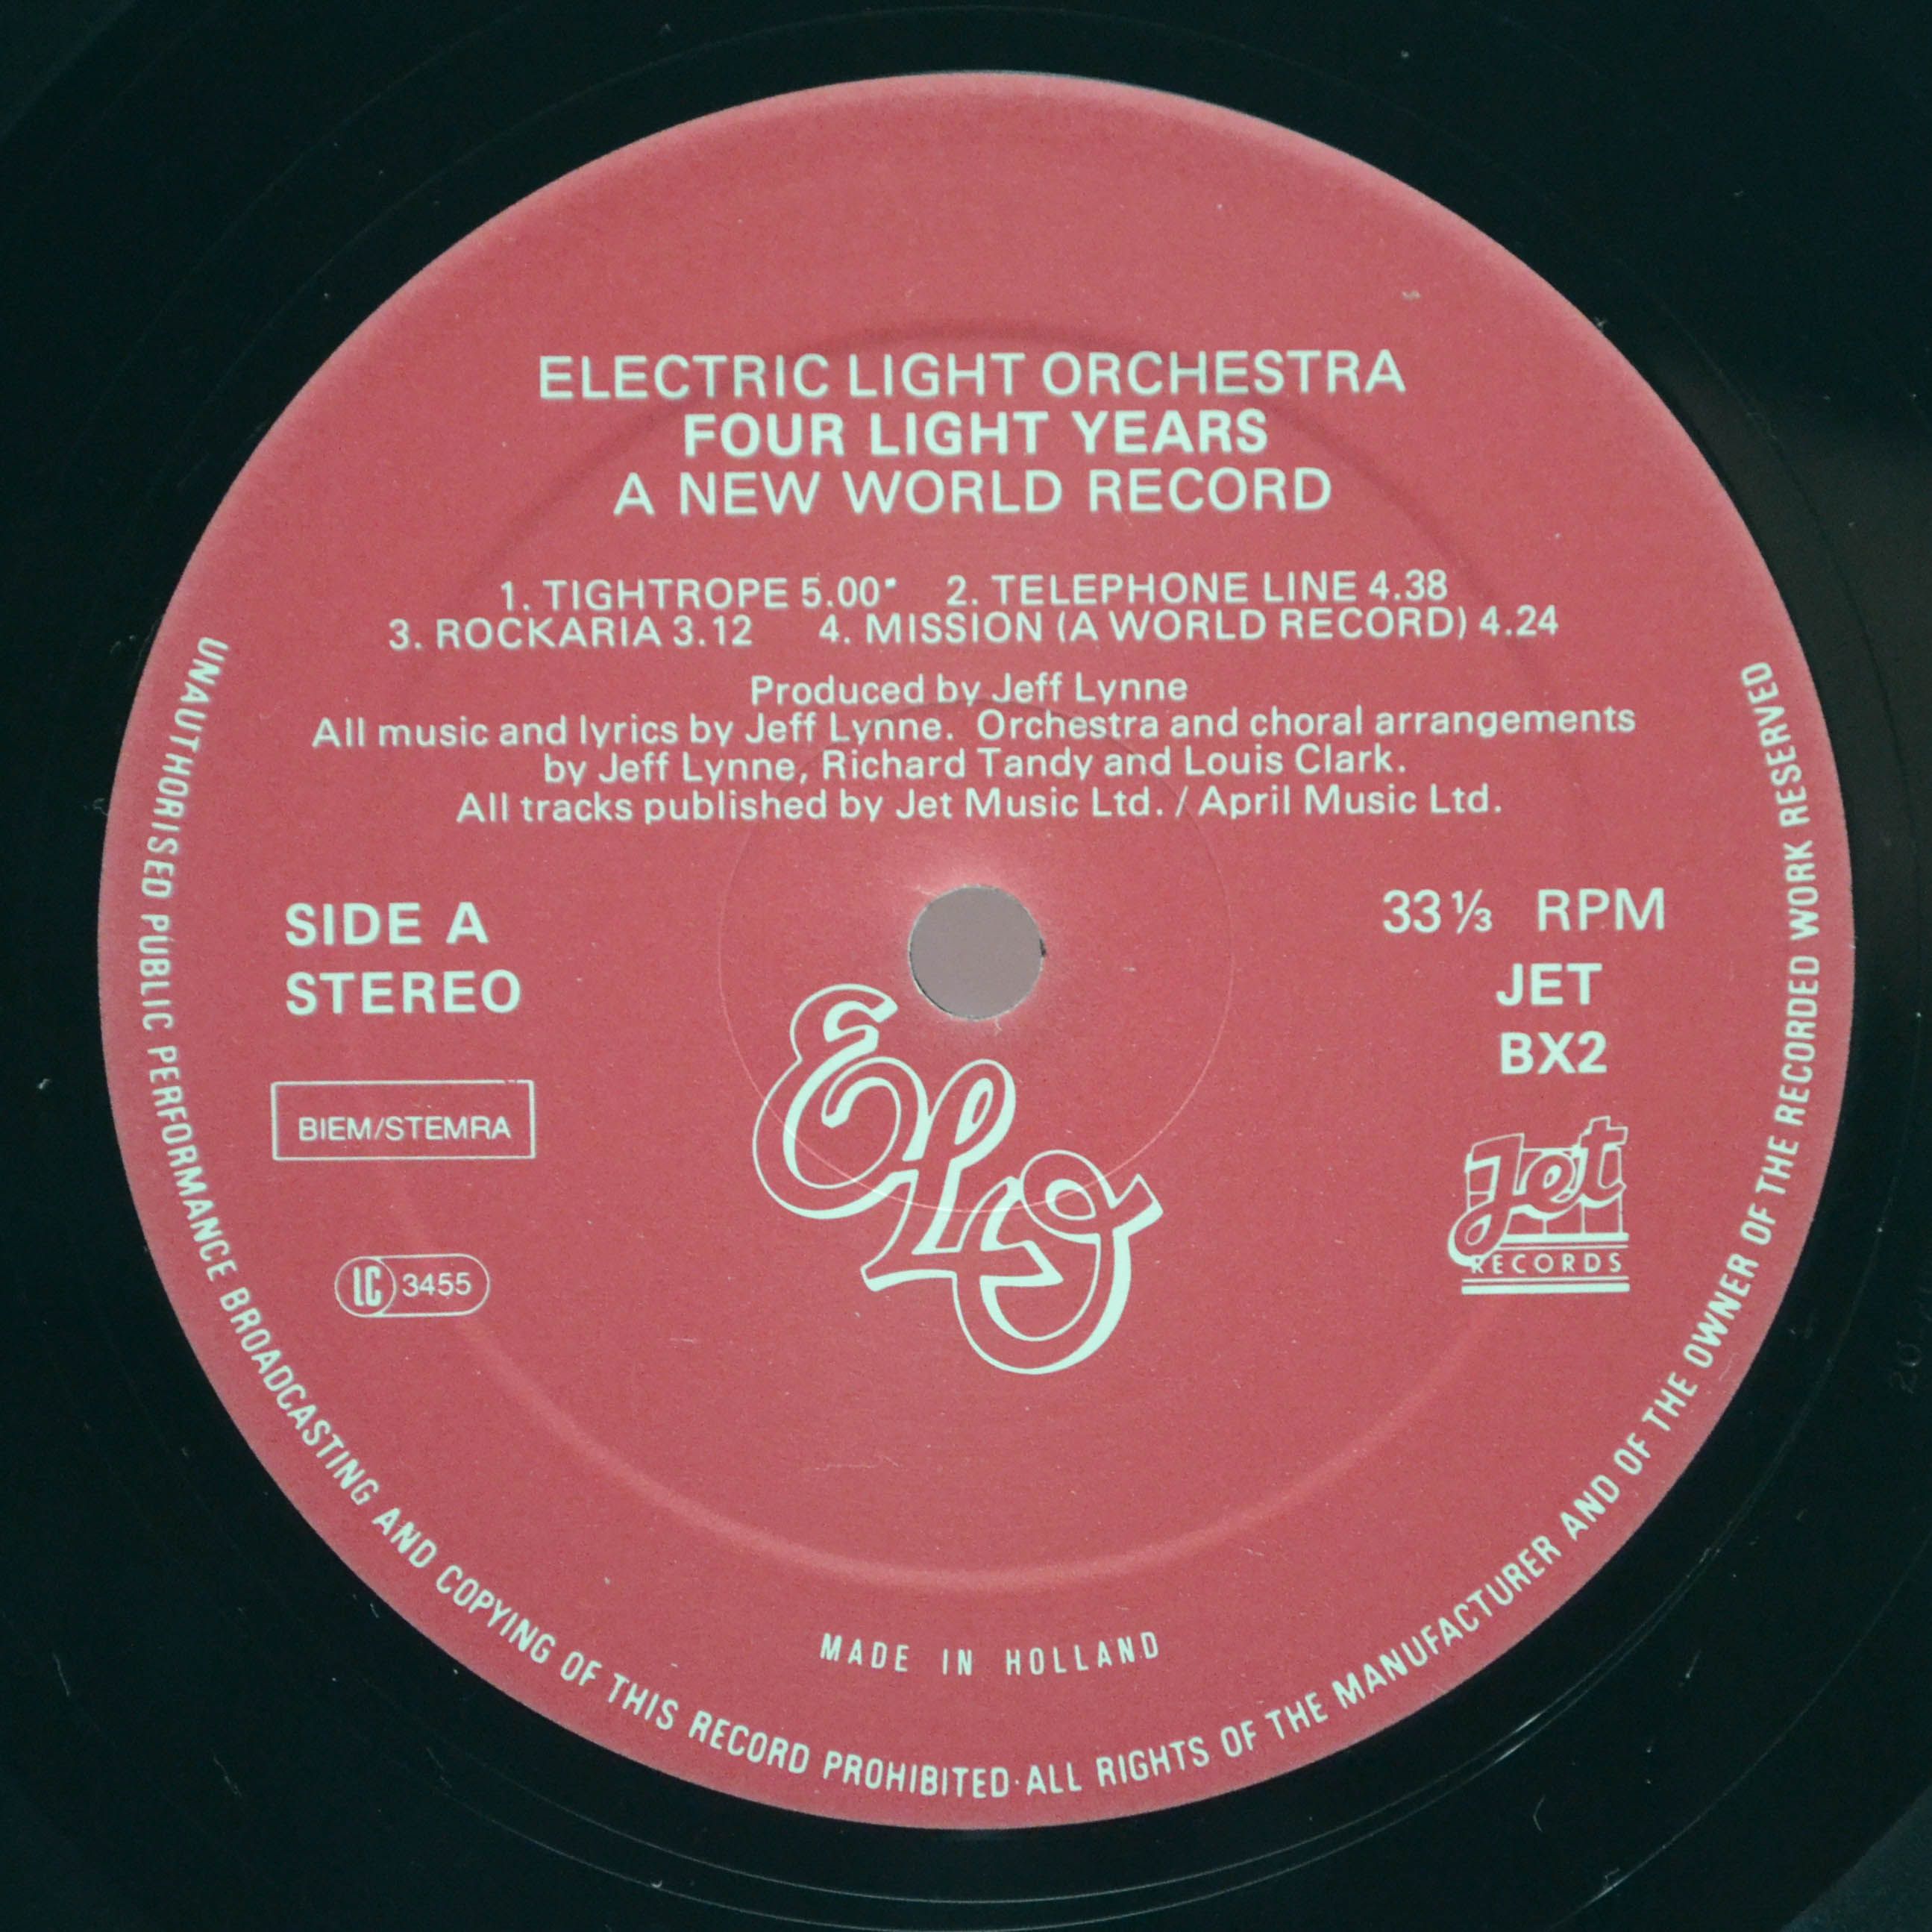 ELECTRIC LIGHT ORCHESTRA
FOUR LIGHT YEARS
A NEW WORLD RECORD
1. TIGHTROPE 5.00" 2. TELEPHONE LINE 4.38
3. ROCKARIA 3.12 4. MISSION (A WORLD RECORD) 4.24
Produced by Jeff Lynne
All music and lyrics by Jeff Lynne. Orchestra and choral arrangements
by Jeff Lynne, Richard Tandy and Louis Clark.
All tracks published by Jet Music Ltd. / April Music Ltd.
SIDE A
STEREO
33⅓ RPM
JET
BX2
BIEM/STEMRA
LC 3455
ELO
Jet
RECORDS
MADE IN HOLLAND
UNAUTHORISED PUBLIC PERFORMANCE BROADCASTING AND COPYING OF THIS RECORD PROHIBITED·ALL RIGHTS OF THE MANUFACTURER AND OF THE OWNER OF THE RECORDED WORK RESERVED